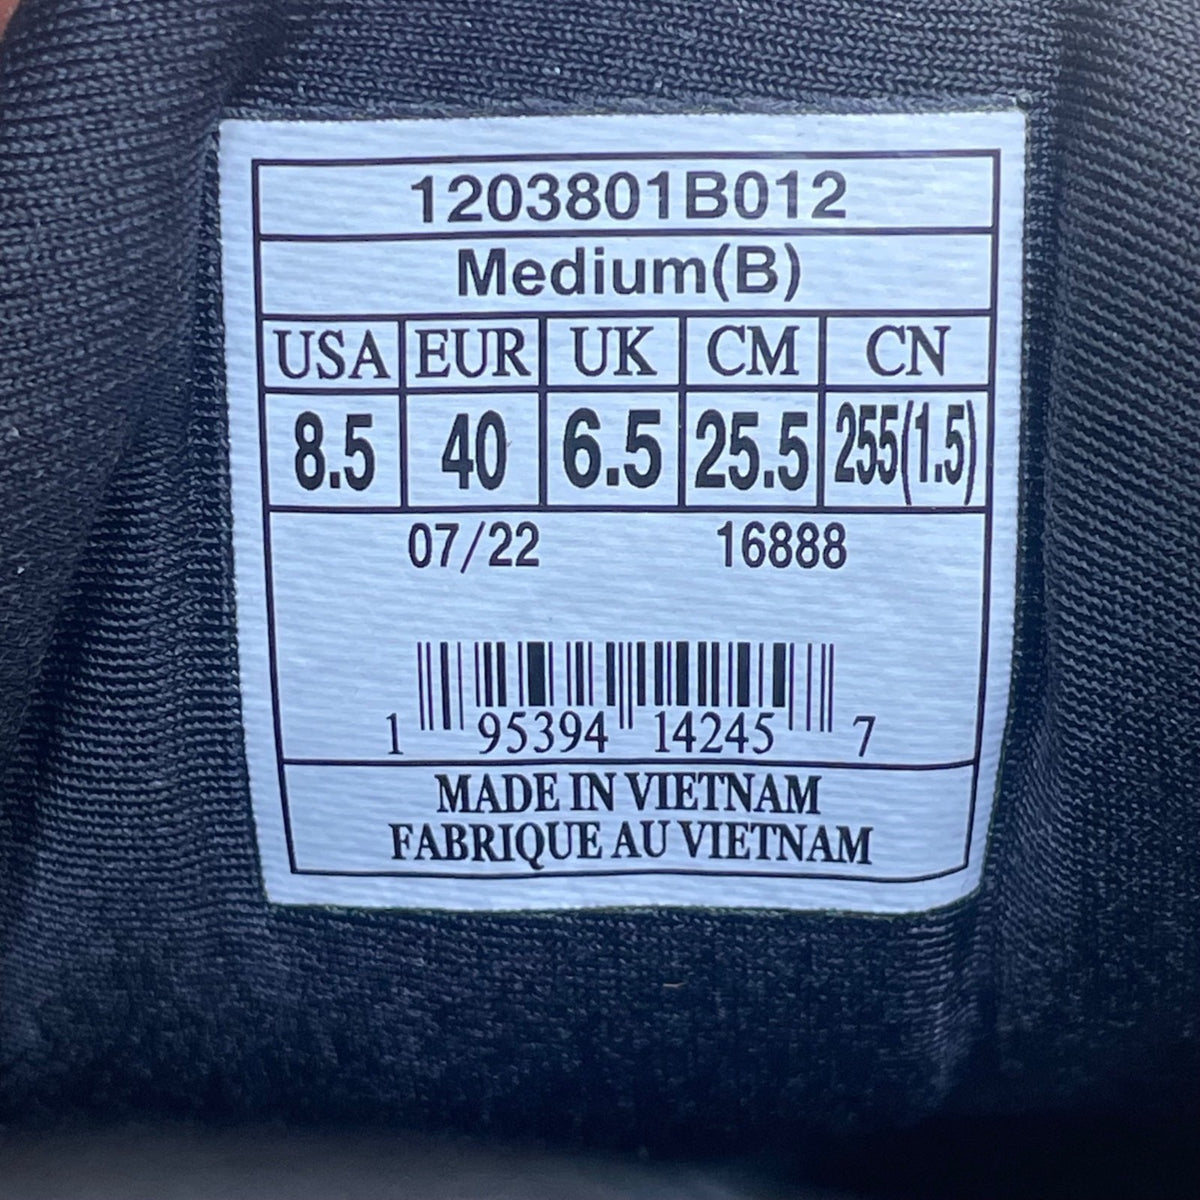 1203801B012
Medium(B)
USA EUR UK CM CN
8.5 40 6.5 25.5 255(1.5)
07/22 16888
1 95394 14245 7
MADE IN VIETNAM
FABRIQUE AU VIETNAM